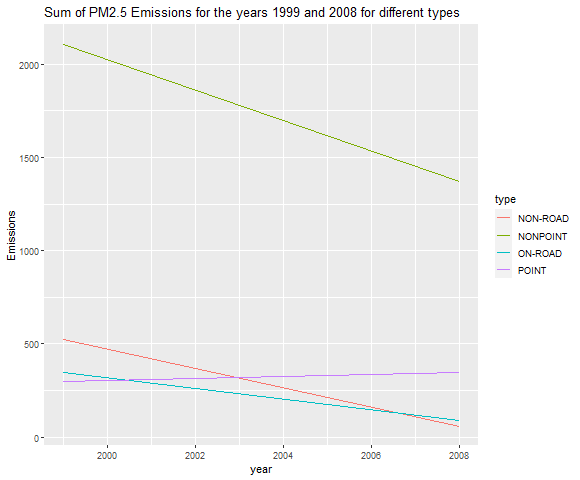 Sum of PM2.5 Emissions for the years 1999 and 2008 for different types
2000
1500
1000
500
0
Emissions
2000
2002
2004
2006
2008
year
type
NON-ROAD
NONPOINT
ON-ROAD
POINT